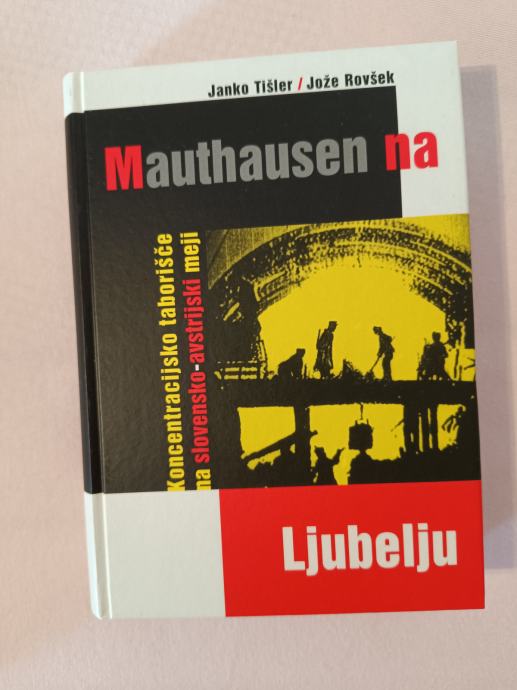 Janko Tišler / Jože Rovšek
Mauthausen na
Koncentracijsko taborišče
na slovensko-avstrijski meji
Ljubelju